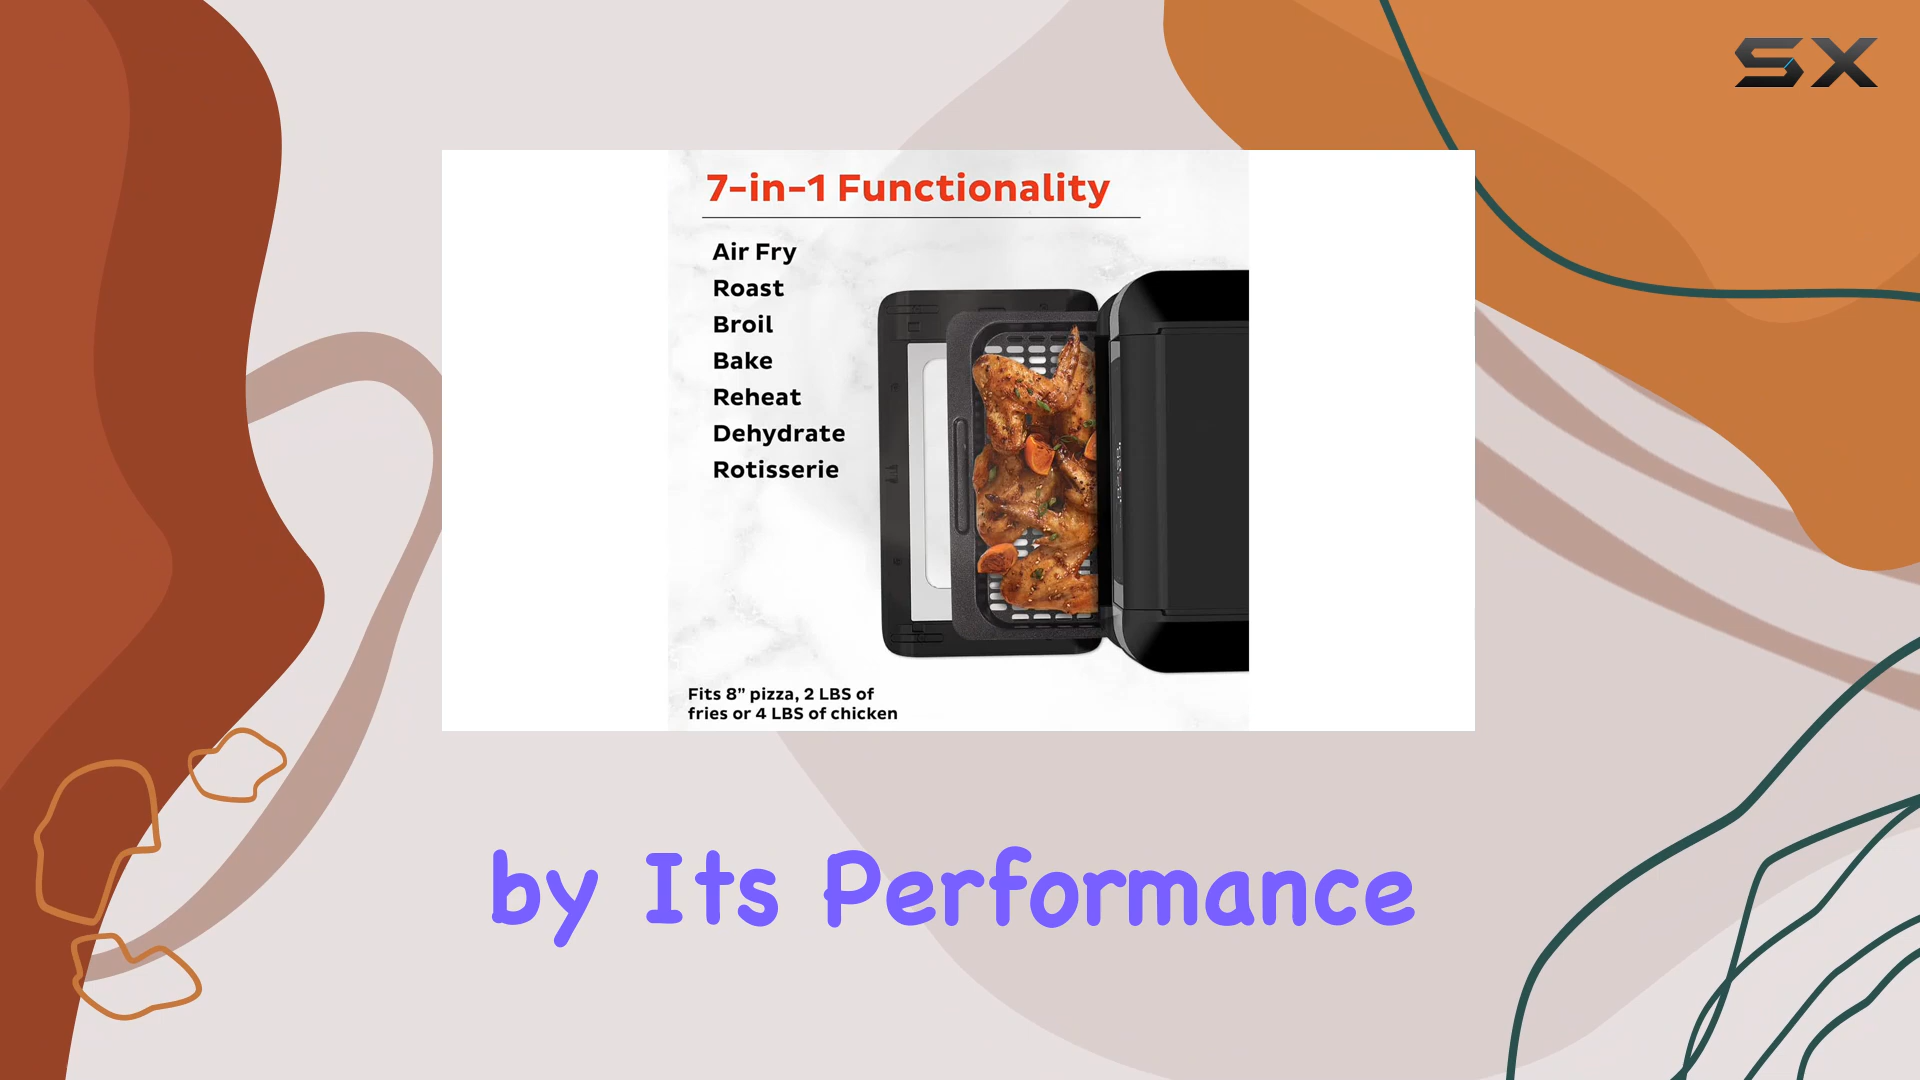 SX
7-in-1 Functionality
Air Fry
Roast
Broil
Bake
Reheat
Dehydrate
Rotisserie
Fits 8” pizza, 2 LBS of
fries or 4 LBS of chicken
by Its Performance